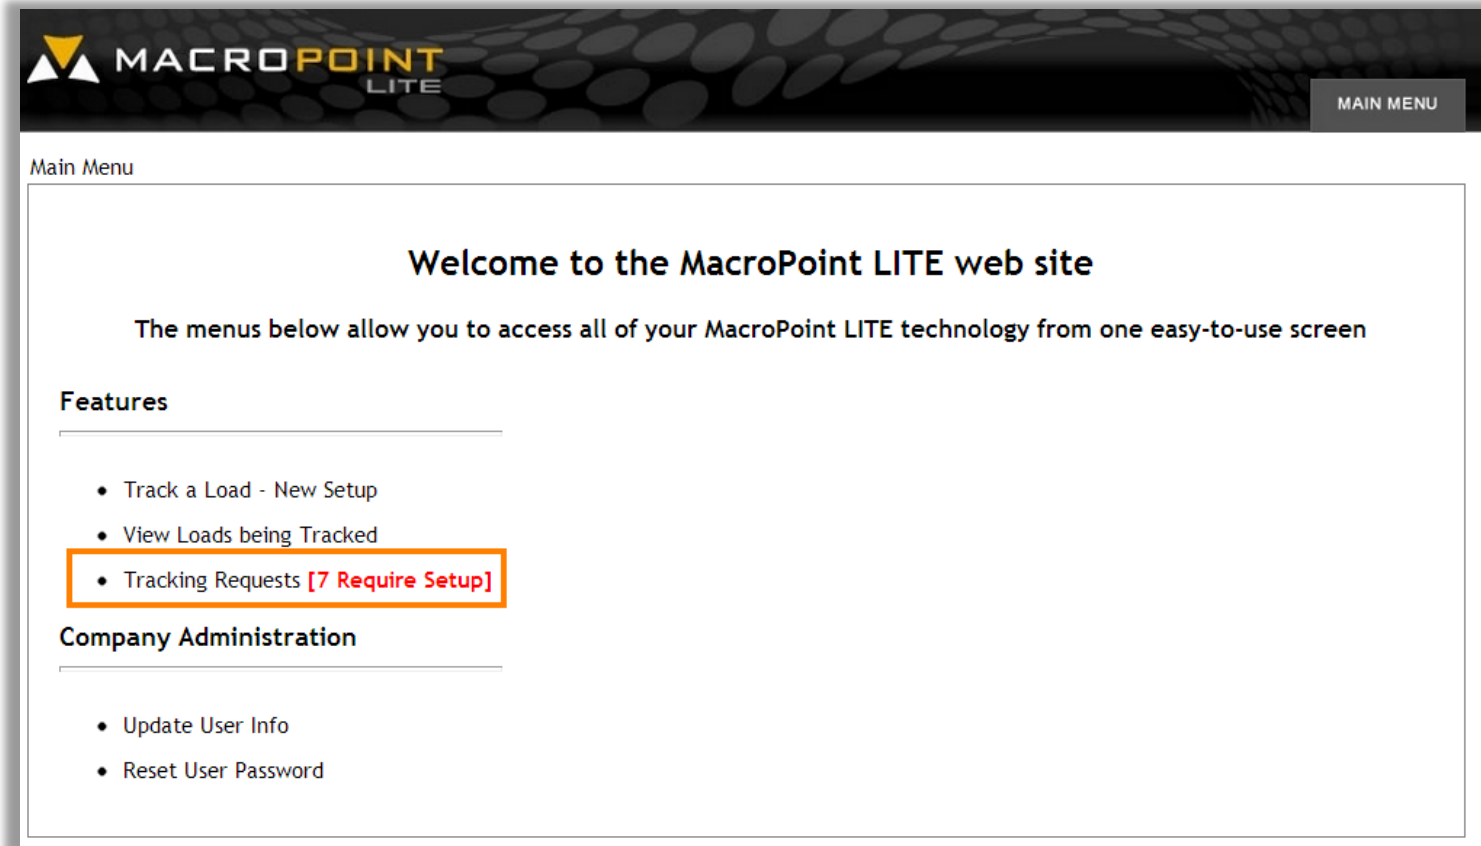 MACROPOINT
LITE
MAIN MENU
Main Menu
Welcome to the MacroPoint LITE web site
The menus below allow you to access all of your MacroPoint LITE technology from one easy-to-use screen
Features
Track a Load - New Setup
View Loads being Tracked
Tracking Requests [7 Require Setup]
Company Administration
Update User Info
Reset User Password